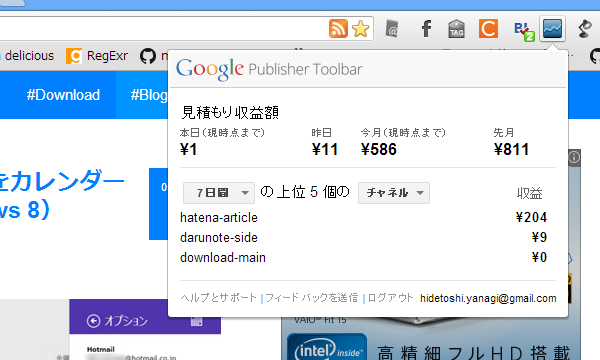 delicious RegExr
Google Publisher Toolbar
#Download #Blog
見積もり収益額
本日(現時点まで) 昨日 今月(現時点まで) 先月
¥1 ¥11 ¥586 ¥811
をカレンダー
ws 8)
7日間 の上位 5 個の チャネル 収益
hatena-article ¥204
darunote-side ¥9
download-main ¥0
ヘルプとサポート | フィードバックを送信 | ログアウト hidetoshi.yanagi@gmail.com
オプション
VAIO Fit 15
Hotmail
@hotmail.co.jp
intel inside
高精細フルHD搭載